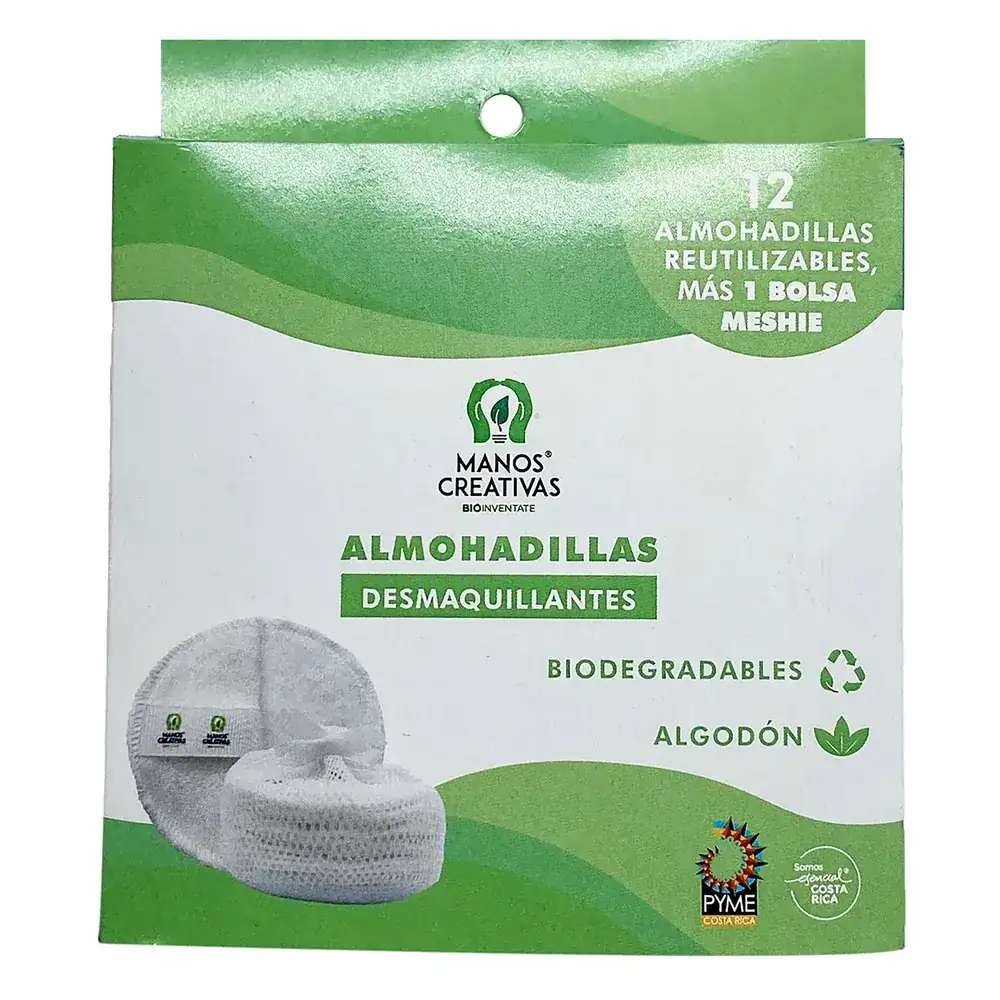 12
ALMOHADILLAS
REUTILIZABLES,
MÁS 1 BOLSA
MESHIE
MANOS®
CREATIVAS
BIOINVENTATE
ALMOHADILLAS
DESMAQUILLANTES
BIODEGRADABLES
ALGODÓN
MANOS
CREATIVAS
MANOS
CREATIVAS
PYME
COSTA RICA
Somos
esencial
COSTA
RICA